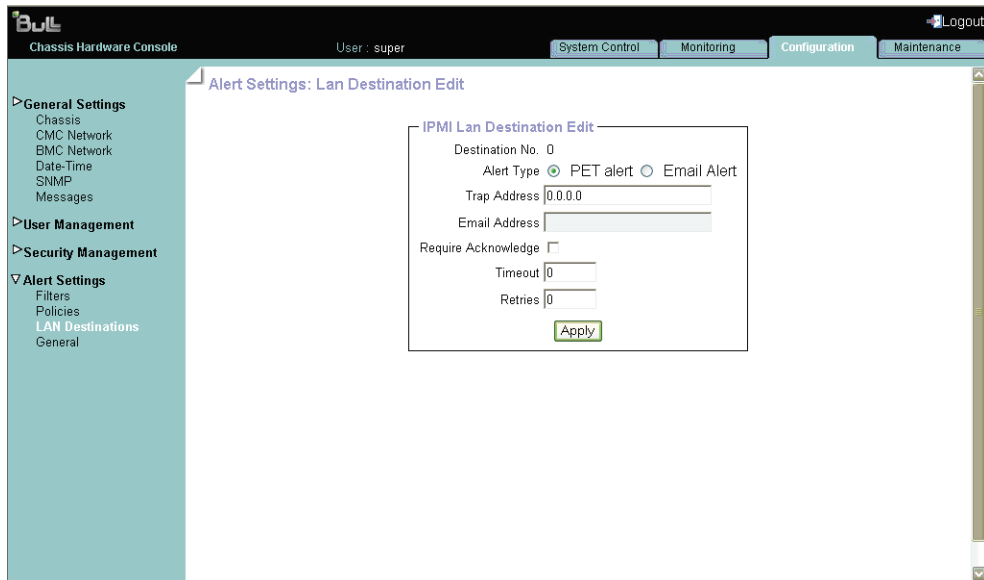 Bull
Logout
Chassis Hardware Console
User : super
System Control
Monitoring
Configuration
Maintenance
Alert Settings: Lan Destination Edit
General Settings
Chassis
CMC Network
BMC Network
Date-Time
SNMP
Messages
User Management
Security Management
Alert Settings
Filters
Policies
LAN Destinations
General
IPMI Lan Destination Edit
Destination No. 0
Alert Type PET alert Email Alert
Trap Address 0.0.0.0
Email Address
Require Acknowledge
Timeout 0
Retries 0
Apply